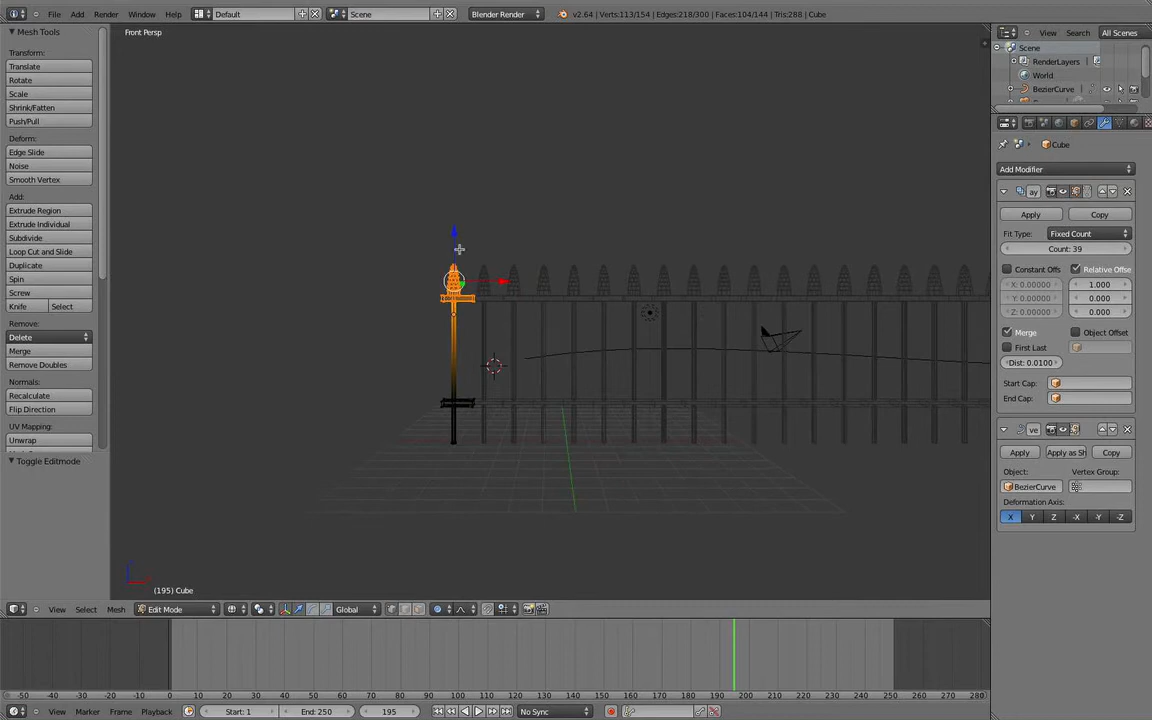 File Add Render Window Help Default Scene Blender Render v2.64 | Verts:113/154 | Edges:218/300 | Faces:104/144 | Tris:288 | Cube
Mesh Tools
Transform:
Translate
Rotate
Scale
Shrink/Fatten
Push/Pull
Deform:
Edge Slide
Noise
Smooth Vertex
Add:
Extrude Region
Extrude Individual
Subdivide
Loop Cut and Slide
Duplicate
Spin
Screw
Knife Select
Remove:
Delete
Merge
Remove Doubles
Normals:
Recalculate
Flip Direction
UV Mapping:
Unwrap
Toggle Editmode
Front Persp
(195) Cube
View Select Mesh Edit Mode Global
View Search All Scenes
Scene
RenderLayers
World
BezierCurve
Cube
Add Modifier
ay
Apply Copy
Fit Type: Fixed Count
Count: 39
Constant Offs Relative Offse
X: 0.00000 1.000
Y: 0.00000 0.000
Z: 0.00000 0.000
Merge Object Offset
First Last
Dist: 0.0100
Start Cap:
End Cap:
ve
Apply Apply as Sh Copy
Object: Vertex Group:
BezierCurve
Deformation Axis:
X Y Z -X -Y -Z
-50 -40 -30 -20 -10 0 10 20 30 40 50 60 70 80 90 100 110 120 130 140 150 160 170 180 190 200 210 220 230 240 250 260 270 280
View Marker Frame Playback Start: 1 End: 250 195 No Sync